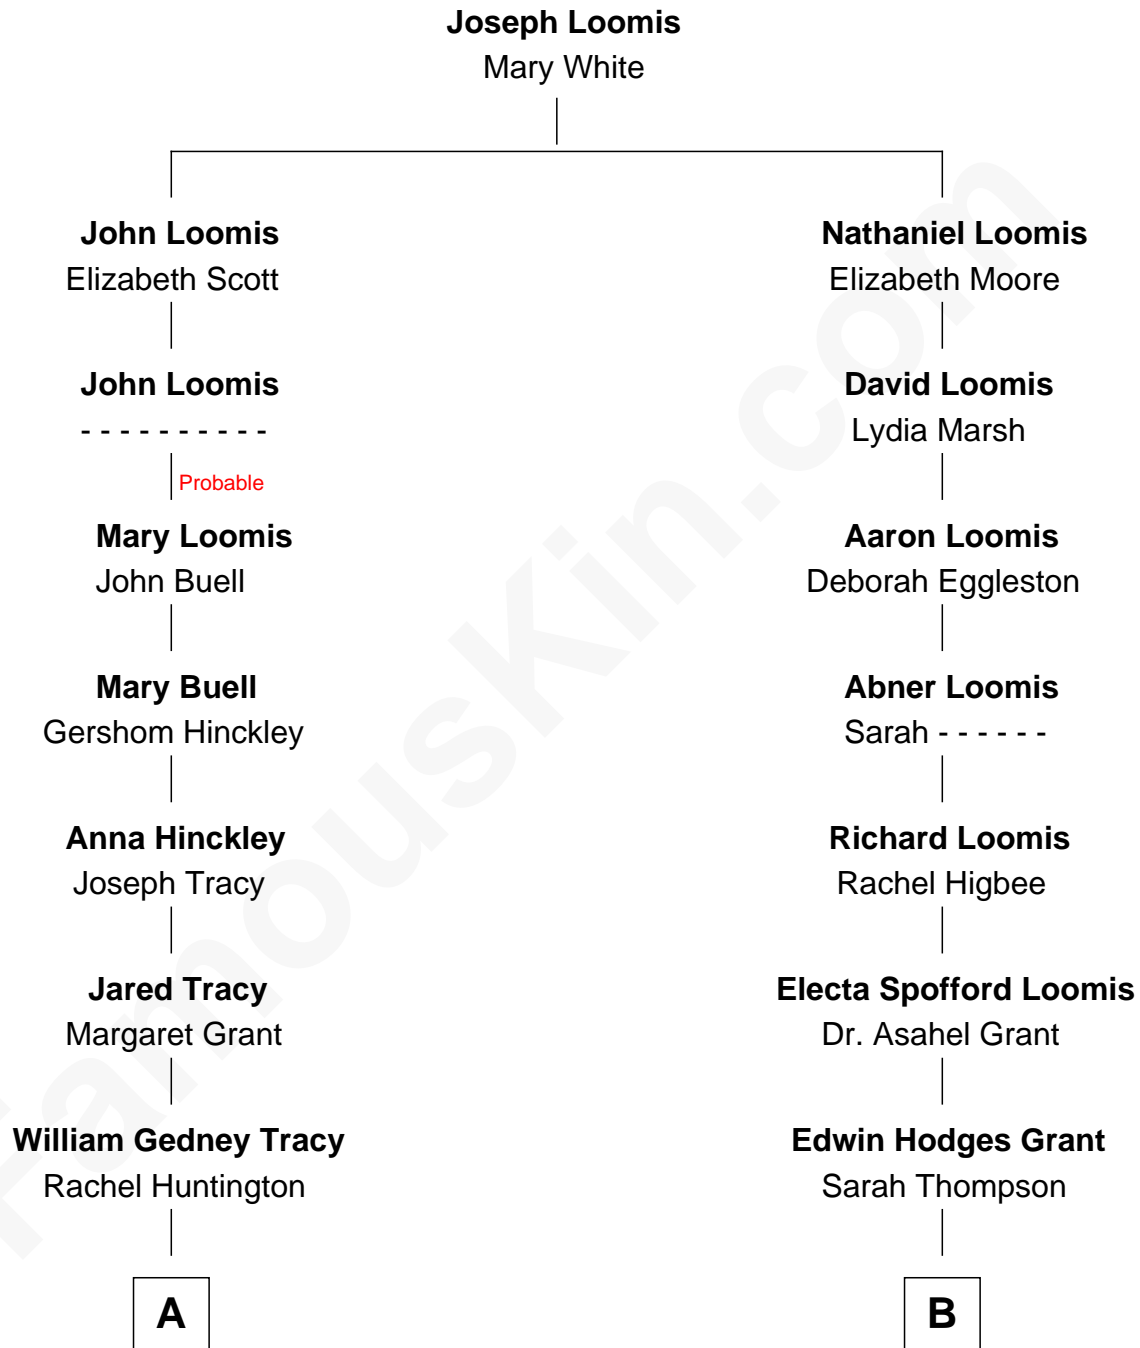 Joseph Loomis
Mary White
John Loomis
Elizabeth Scott
John Loomis
- - - - - - - - - -
Probable
Mary Loomis
John Buell
Mary Buell
Gershom Hinckley
Anna Hinckley
Joseph Tracy
Jared Tracy
Margaret Grant
William Gedney Tracy
Rachel Huntington
A
Nathaniel Loomis
Elizabeth Moore
David Loomis
Lydia Marsh
Aaron Loomis
Deborah Eggleston
Abner Loomis
Sarah - - - - - -
Richard Loomis
Rachel Higbee
Electa Spofford Loomis
Dr. Asahel Grant
Edwin Hodges Grant
Sarah Thompson
B
FamousKin.com